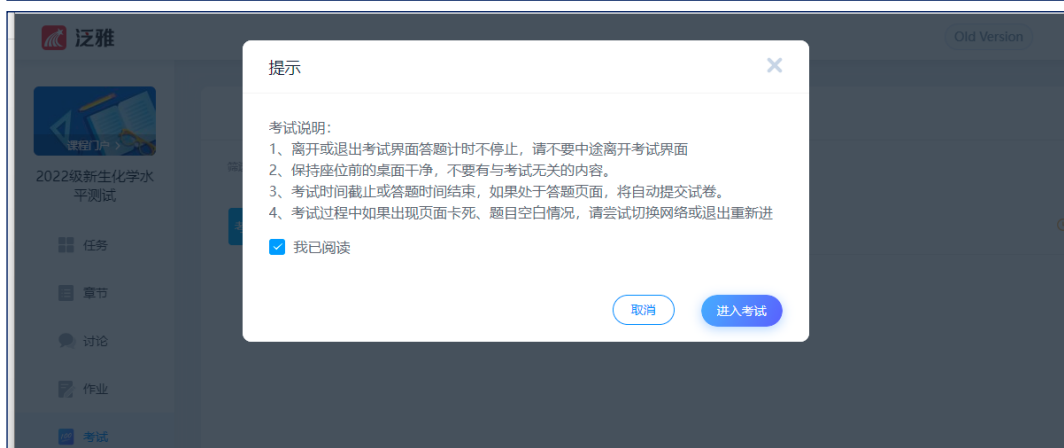 泛雅
Old Version
提示
课程门户
2022级新生化学水
平测试
考试说明：
1、离开或退出考试界面答题计时不停止，请不要中途离开考试界面
2、保持座位前的桌面干净，不要有与考试无关的内容。
3、考试时间截止或答题时间结束，如果处于答题页面，将自动提交试卷。
4、考试过程中如果出现页面卡死、题目空白情况，请尝试切换网络或退出重新进
我已阅读
取消
进入考试
任务
章节
讨论
作业
考试